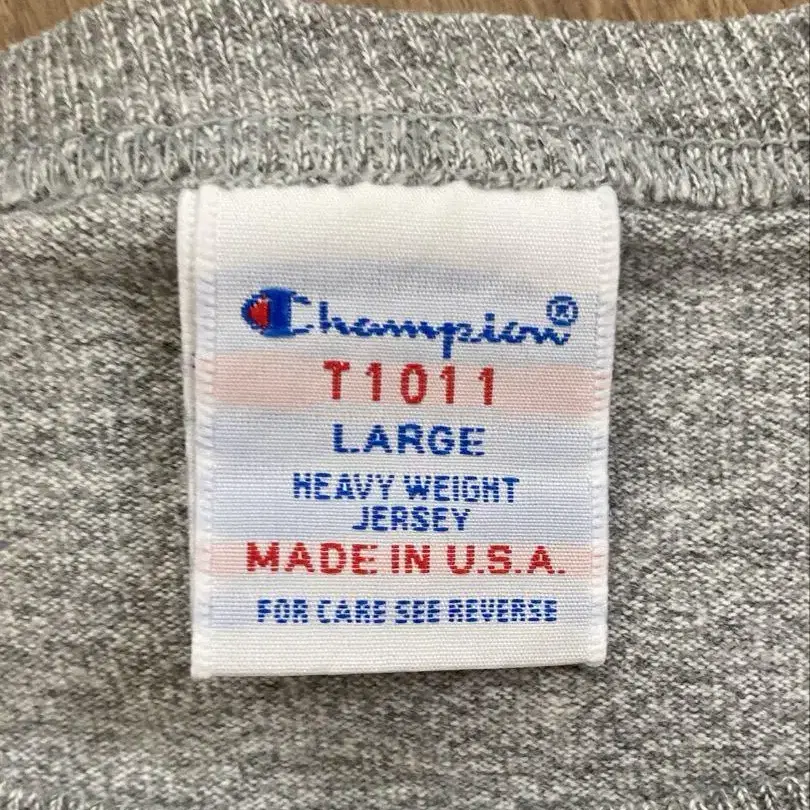 Champion®
T1011
LARGE
HEAVY WEIGHT
JERSEY
MADE IN U.S.A.
FOR CARE SEE REVERSE